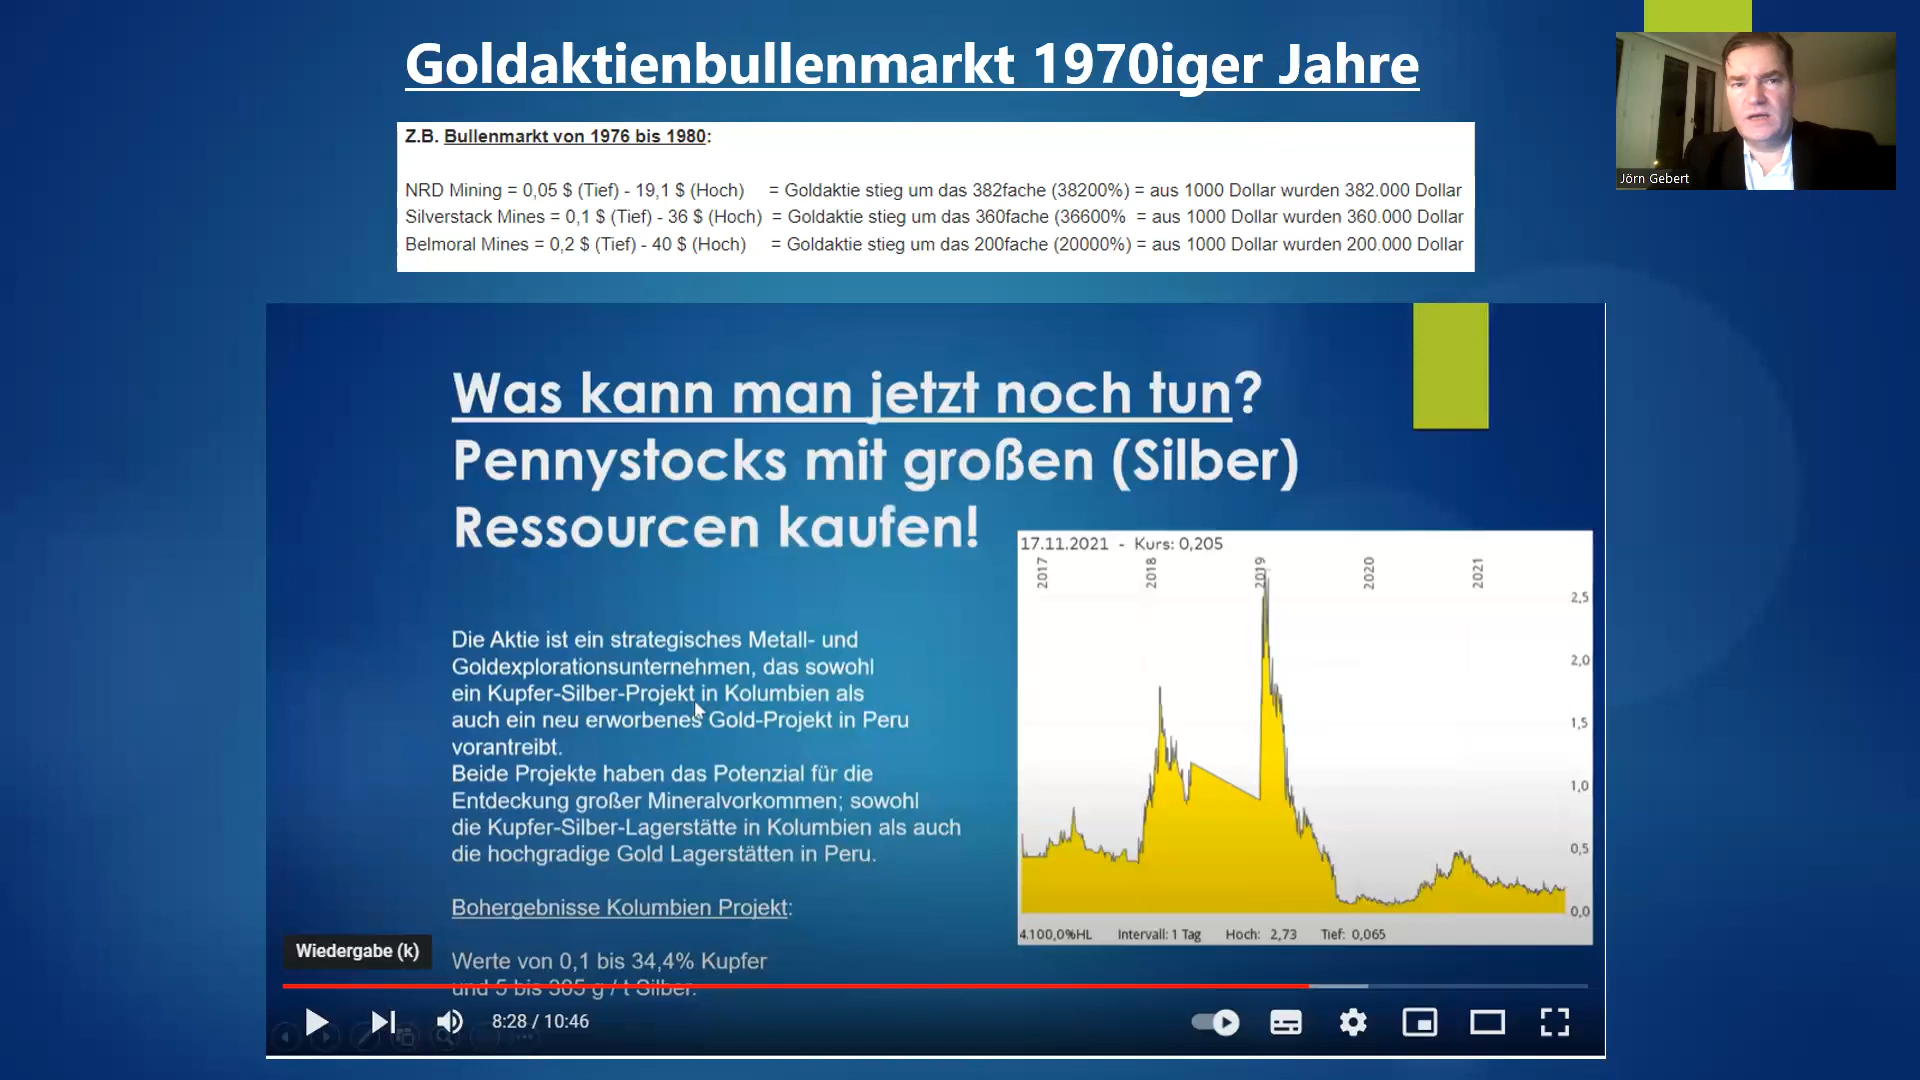 Goldaktienbullenmarkt 1970iger Jahre
Jörn Gebert
Z.B. Bullenmarkt von 1976 bis 1980:
NRD Mining = 0,05 $ (Tief) - 19,1 $ (Hoch) = Goldaktie stieg um das 382fache (38200%) = aus 1000 Dollar wurden 382.000 Dollar
Silverstack Mines = 0,1 $ (Tief) - 36 $ (Hoch) = Goldaktie stieg um das 360fache (36600% = aus 1000 Dollar wurden 360.000 Dollar
Belmoral Mines = 0,2 $ (Tief) - 40 $ (Hoch) = Goldaktie stieg um das 200fache (20000%) = aus 1000 Dollar wurden 200.000 Dollar
Was kann man jetzt noch tun?
Pennystocks mit großen (Silber)
Ressourcen kaufen!
Die Aktie ist ein strategisches Metall- und
Goldexplorationsunternehmen, das sowohl
ein Kupfer-Silber-Projekt in Kolumbien als
auch ein neu erworbenes Gold-Projekt in Peru
vorantreibt.
Beide Projekte haben das Potenzial für die
Entdeckung großer Mineralvorkommen; sowohl
die Kupfer-Silber-Lagerstätte in Kolumbien als auch
die hochgradige Gold Lagerstätten in Peru.
Bohergebnisse Kolumbien Projekt:
Werte von 0,1 bis 34,4% Kupfer
und 5 bis 305 g / t Silber.
17.11.2021 - Kurs: 0,205
2017 2018 2019 2020 2021
2,5
2,0
1,5
1,0
0,5
0,0
4.100,0%HL Intervall: 1 Tag Hoch: 2,73 Tief: 0,065
Wiedergabe (k)
8:28 / 10:46